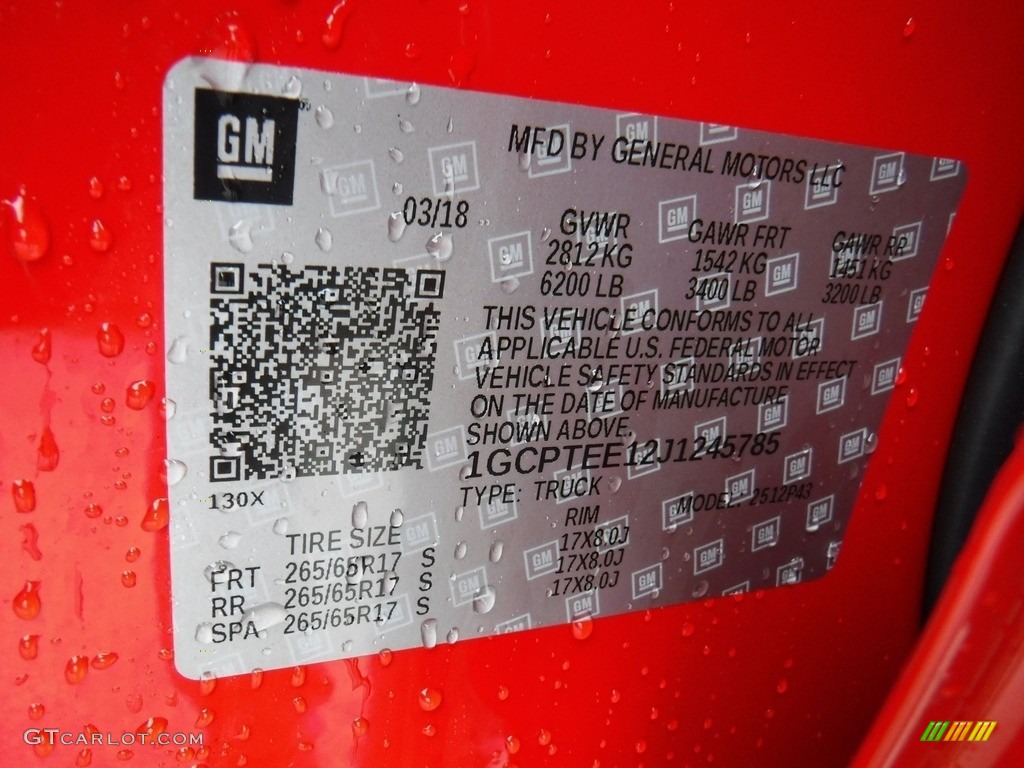 GM
MFD BY GENERAL MOTORS LLC
03/18
GVWR GAWR FRT GAWR RR
2812 KG 1542 KG 1451 KG
6200 LB 3400 LB 3200 LB
THIS VEHICLE CONFORMS TO ALL
APPLICABLE U.S. FEDERAL MOTOR
VEHICLE SAFETY STANDARDS IN EFFECT
ON THE DATE OF MANUFACTURE
SHOWN ABOVE.
1GCPTEE12J1245785
130X
TYPE: TRUCK MODEL: 2512P43
TIRE SIZE RIM
FRT 265/65R17 S 17X8.0J
RR 265/65R17 S 17X8.0J
SPA 265/65R17 S 17X8.0J
GTCARLOT.COM